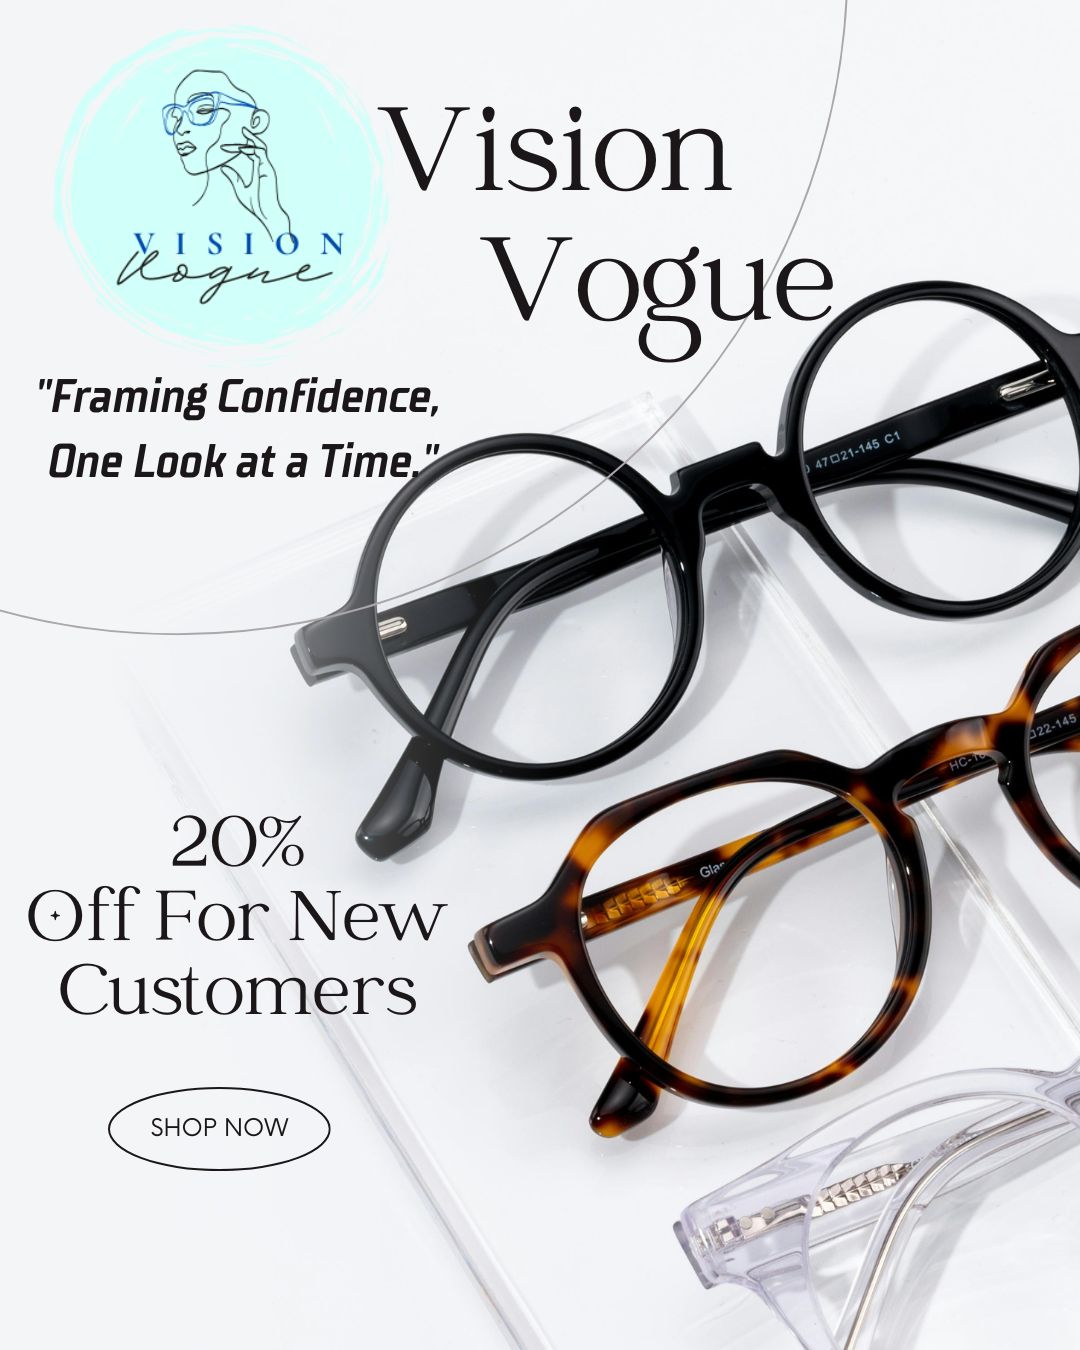 VISION
Vogue
Vision
Vogue
"Framing Confidence,
One Look at a Time."
47□21-145 C1
22-145
20%
Off For New
Customers
SHOP NOW